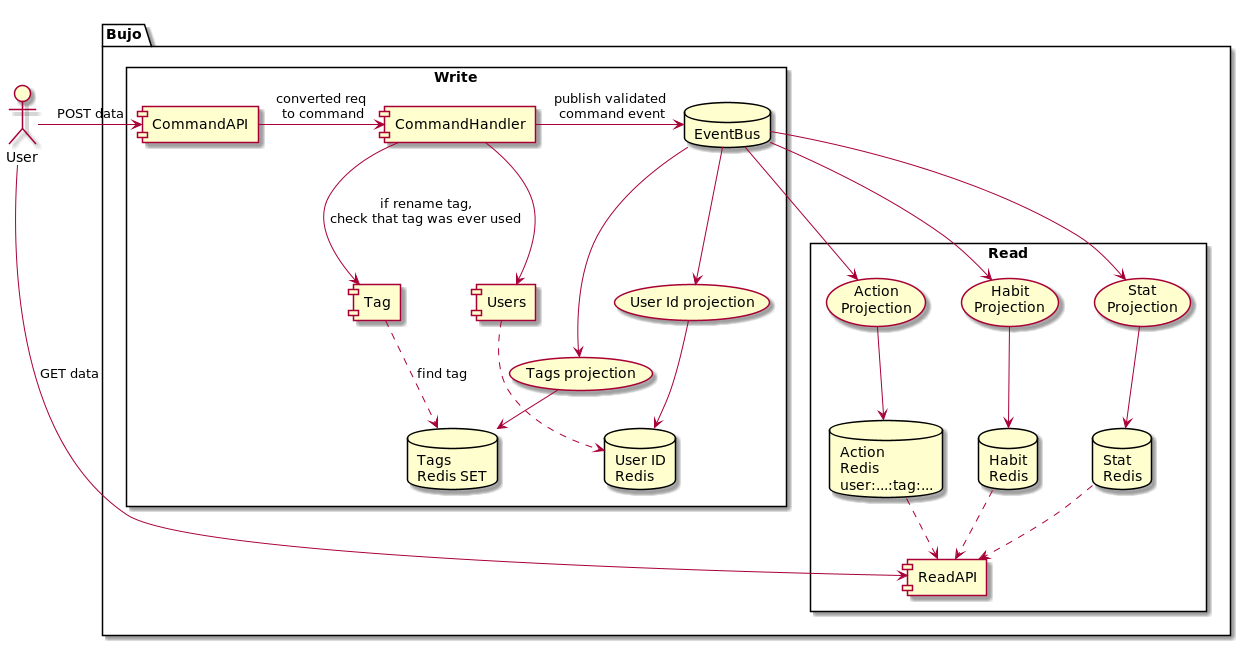 Bujo
Write
converted req
to command
publish validated
command event
POST data
CommandAPI
CommandHandler
EventBus
User
if rename tag,
check that tag was ever used
Read
Tag
Users
User Id projection
Action
Projection
Habit
Projection
Stat
Projection
GET data
find tag
Tags projection
Tags
Redis SET
User ID
Redis
Action
Redis
user:...:tag:...
Habit
Redis
Stat
Redis
ReadAPI